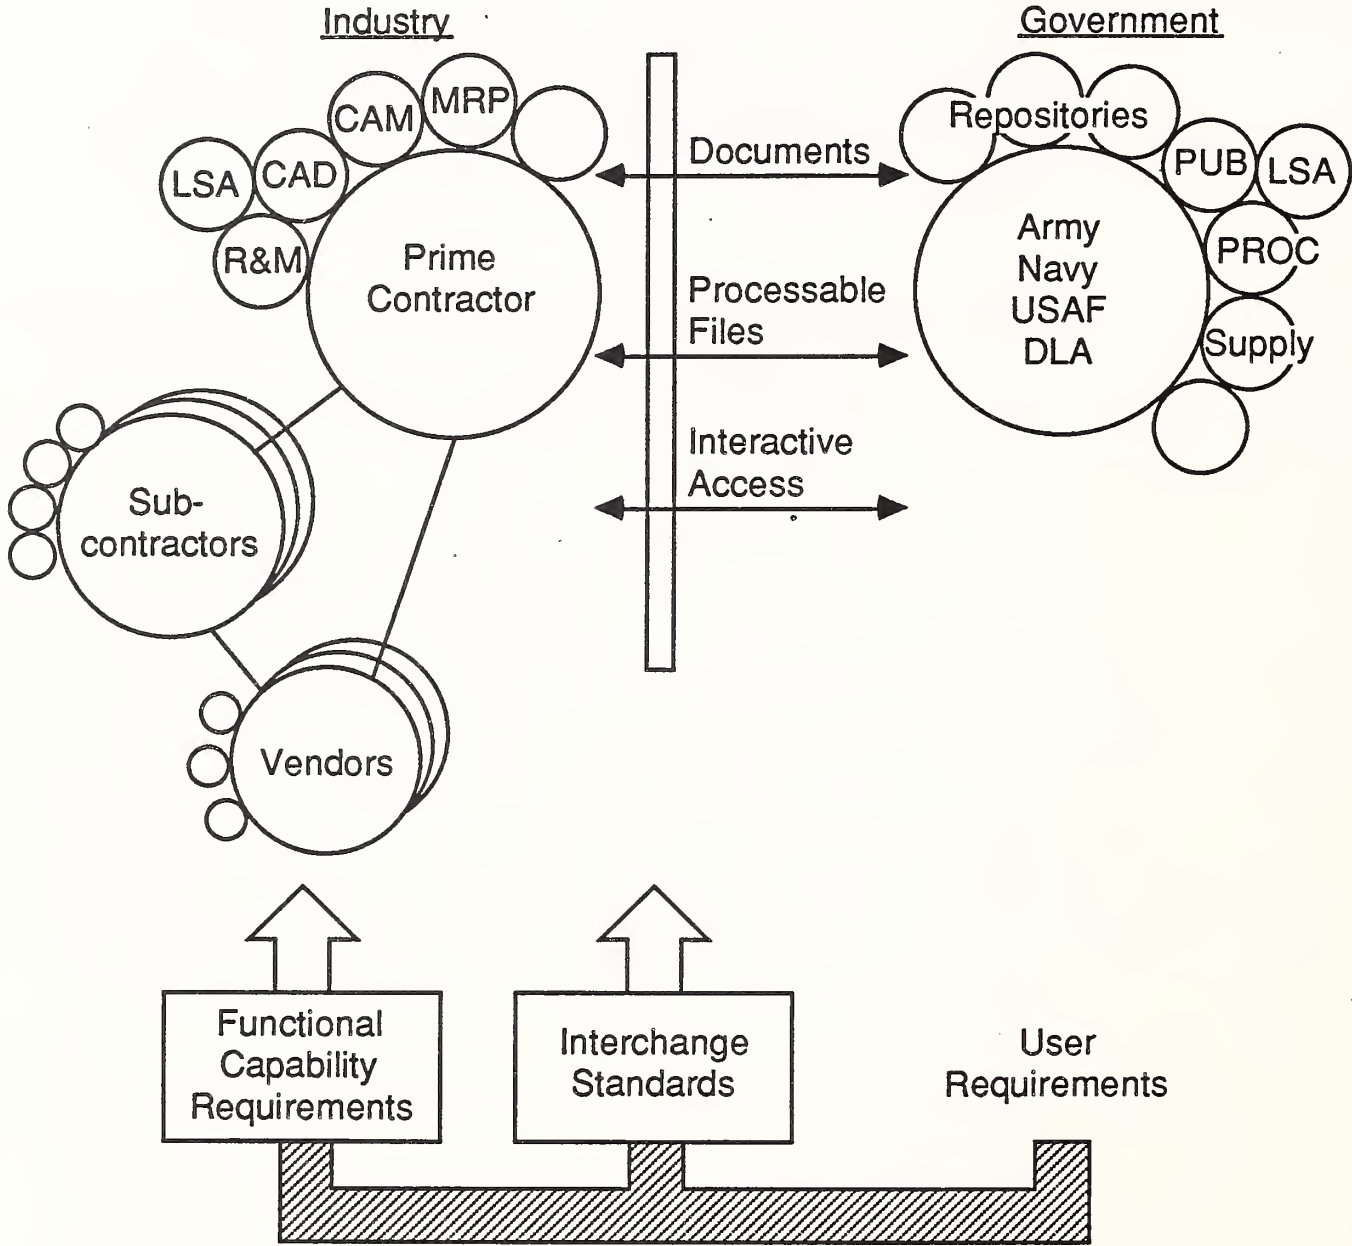 Industry
Government
MRP
CAM
CAD
LSA
R&M
Prime
Contractor
Sub-
contractors
Vendors
Documents
Processable
Files
Interactive
Access
Repositories
PUB
LSA
PROC
Supply
Army
Navy
USAF
DLA
Functional
Capability
Requirements
Interchange
Standards
User
Requirements